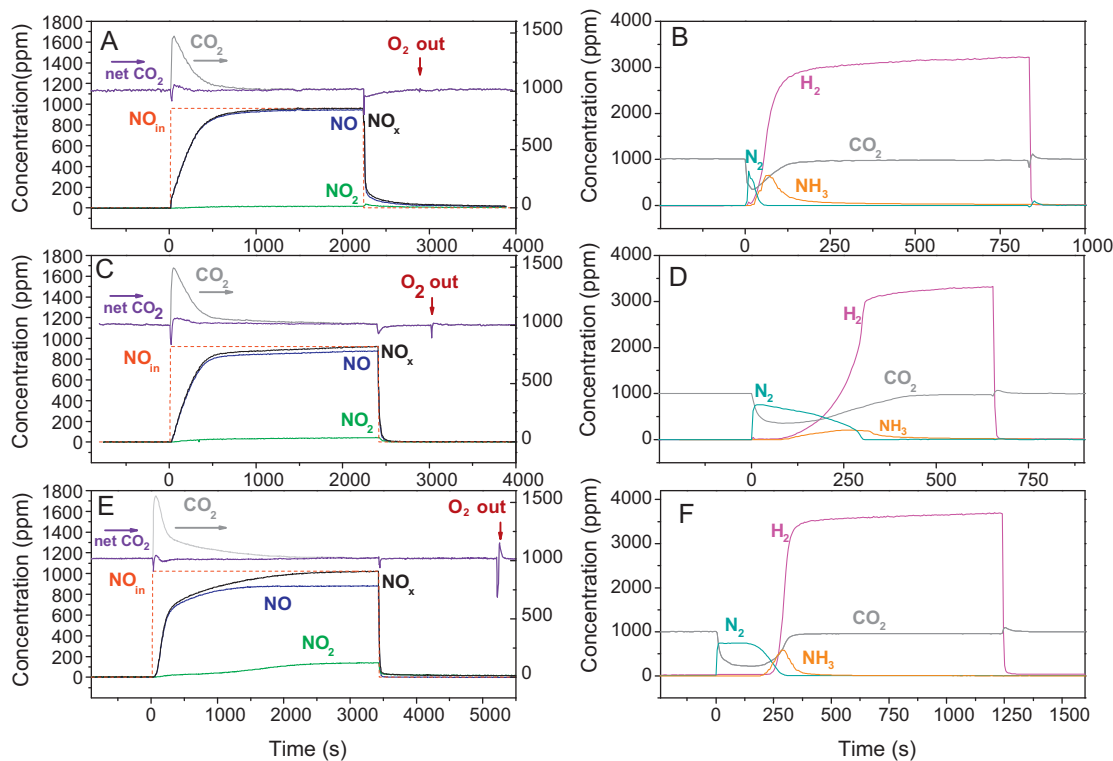 A
CO₂
O₂ out
net CO₂
NOin
NO
NOx
NO₂
Concentration(ppm)
1800
1600
1400
1200
1000
800
600
400
200
0
1500
1000
500
0
0 1000 2000 3000 4000
B
H₂
N₂
CO₂
NH₃
Concentration (ppm)
4000
3000
2000
1000
0
0 250 500 750 1000
C
CO₂
O₂ out
net CO₂
NOin
NOx
NO
NO₂
Concentration (ppm)
1800
1600
1400
1200
1000
800
600
400
200
0
1500
1000
500
0
0 1000 2000 3000 4000
D
H₂
N₂
CO₂
NH₃
Concentration (ppm)
4000
3000
2000
1000
0
0 250 500 750
E
CO₂
O₂ out
net CO₂
NOin
NOx
NO
NO₂
Concentration (ppm)
1800
1600
1400
1200
1000
800
600
400
200
0
1500
1000
500
0
0 1000 2000 3000 4000 5000
Time (s)
F
H₂
N₂
CO₂
NH₃
Concentration (ppm)
4000
3000
2000
1000
0
0 250 500 750 1000 1250 1500
Time (s)